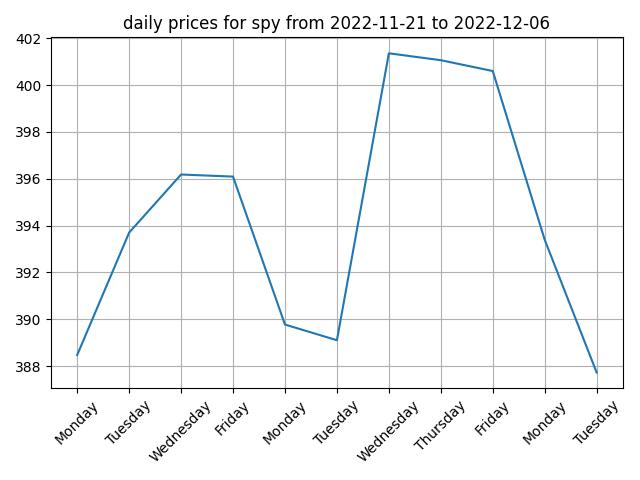 daily prices for spy from 2022-11-21 to 2022-12-06
402
400
398
396
394
392
390
388
Monday
Tuesday
Wednesday
Friday
Monday
Tuesday
Wednesday
Thursday
Friday
Monday
Tuesday